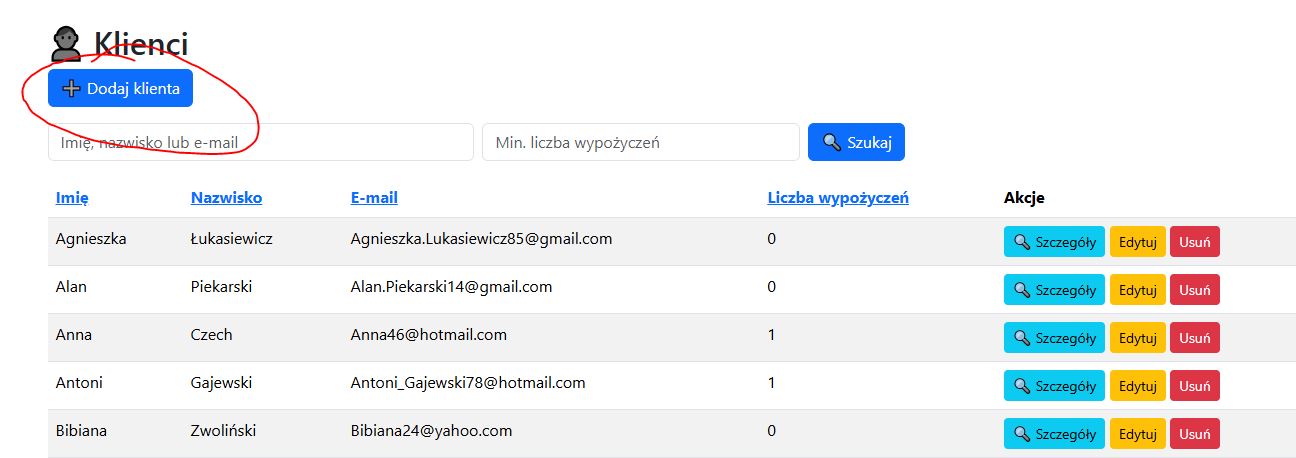 Klienci
Dodaj klienta
Imię, nazwisko lub e-mail Min. liczba wypożyczeń Szukaj
Imię Nazwisko E-mail Liczba wypożyczeń Akcje
Agnieszka Łukasiewicz Agnieszka.Lukasiewicz85@gmail.com 0 Szczegóły Edytuj Usuń
Alan Piekarski Alan.Piekarski14@gmail.com 0 Szczegóły Edytuj Usuń
Anna Czech Anna46@hotmail.com 1 Szczegóły Edytuj Usuń
Antoni Gajewski Antoni_Gajewski78@hotmail.com 1 Szczegóły Edytuj Usuń
Bibiana Zwoliński Bibiana24@yahoo.com 0 Szczegóły Edytuj Usuń